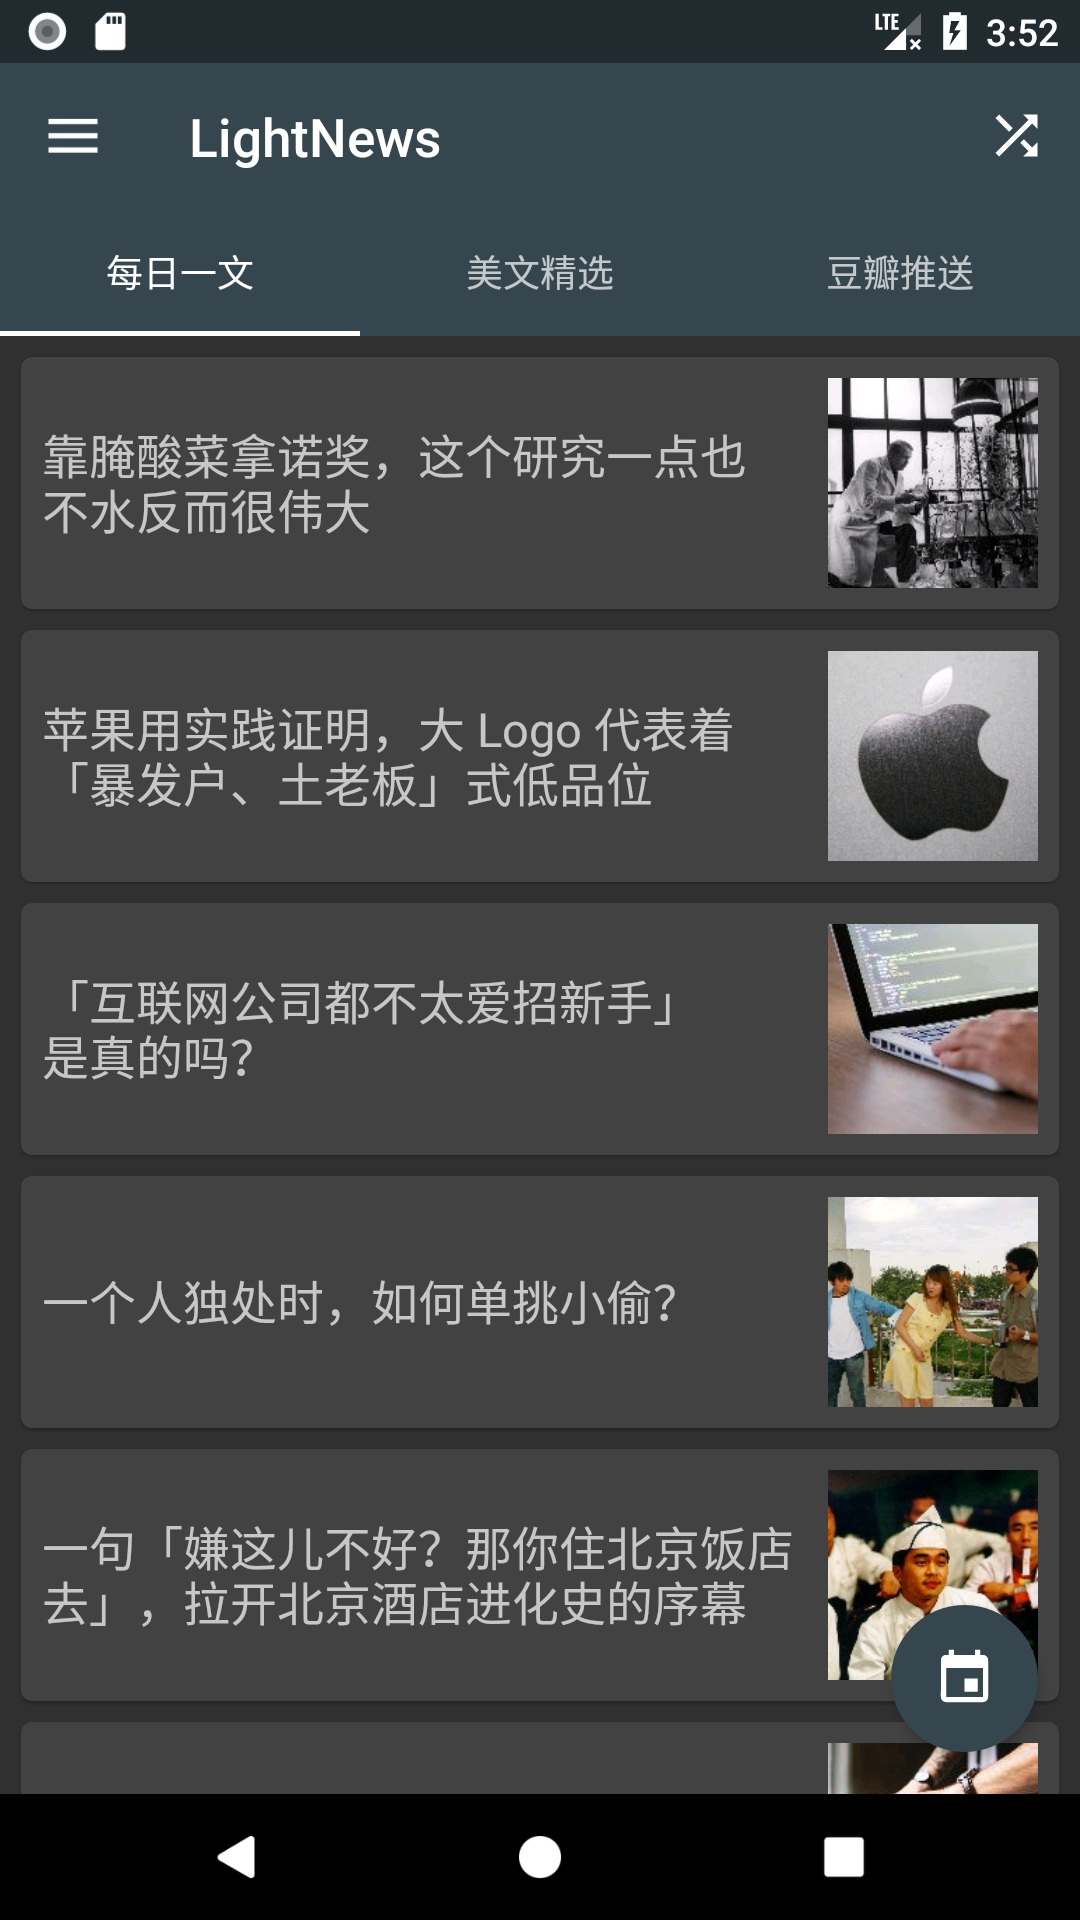 LTE
3:52
LightNews
每日一文
美文精选
豆瓣推送
靠腌酸菜拿诺奖，这个研究一点也
不水反而很伟大
苹果用实践证明，大 Logo 代表着
「暴发户、土老板」式低品位
「互联网公司都不太爱招新手」
是真的吗？
一个人独处时，如何单挑小偷？
一句「嫌这儿不好？那你住北京饭店
去」，拉开北京酒店进化史的序幕